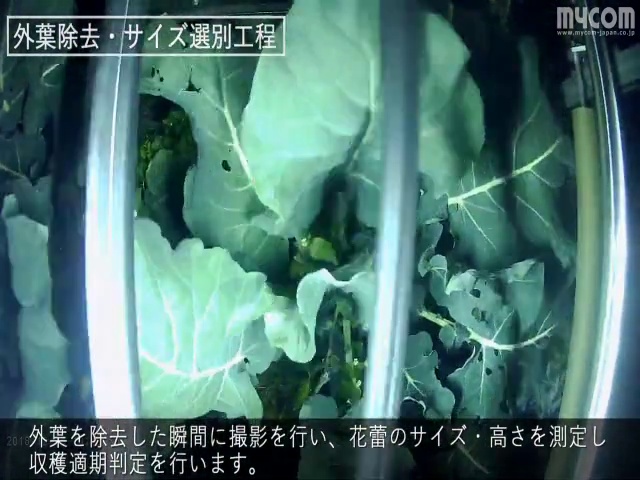 外葉除去・サイズ選別工程
mycom
www.mycom-japan.co.jp
外葉を除去した瞬間に撮影を行い、花蕾のサイズ・高さを測定し
収穫適期判定を行います。